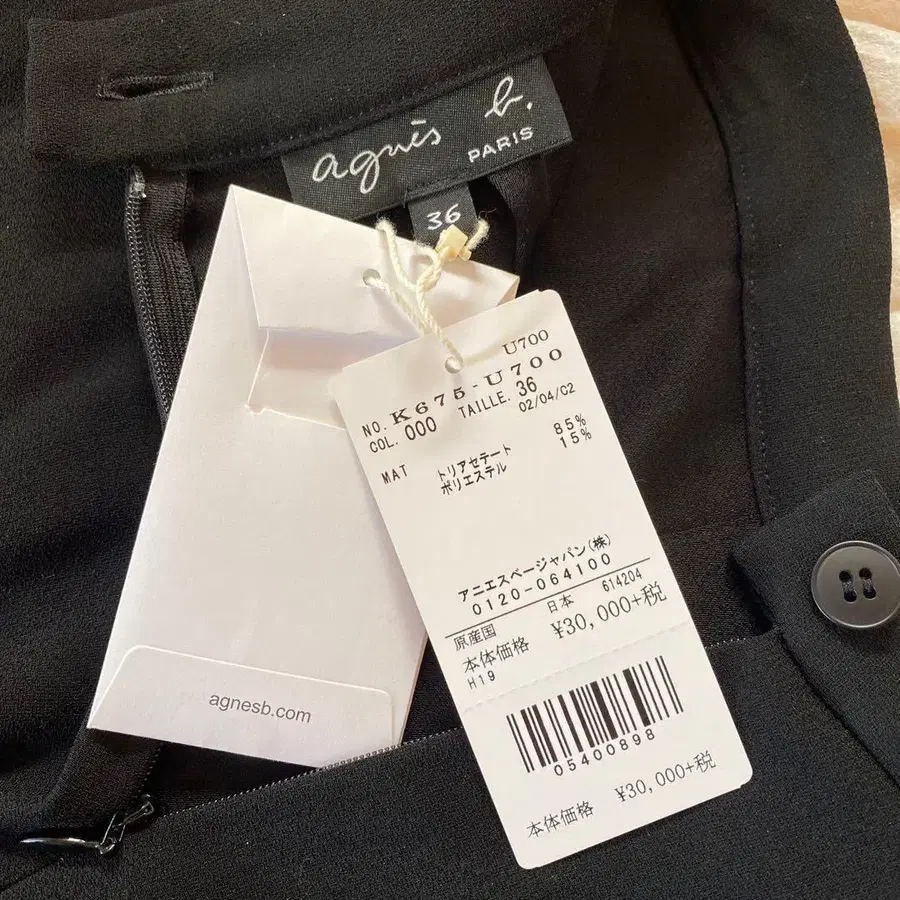 agnès b.
PARIS
36
U700
NO. K675-U700
COL. 000 TAILLE. 36
02/04/C2
MAT トリアセテート 85%
ポリエステル 15%
アニエスベージャパン(株)
0120-064100
614204
原産国 日本
本体価格 ¥30,000+税
H19
05400898
本体価格 ¥30,000+税
agnesb.com